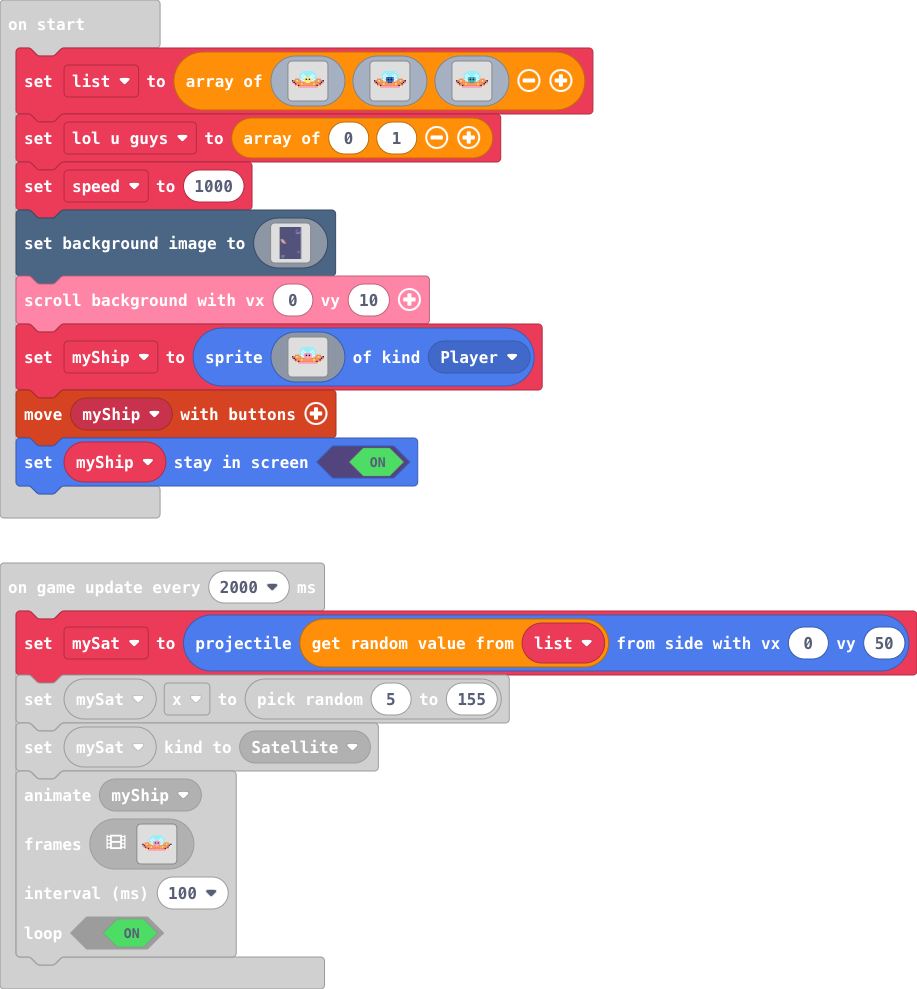 on start
set list to array of
set lol u guys to array of 0 1
set speed to 1000
set background image to
scroll background with vx 0 vy 10
set myShip to sprite of kind Player
move myShip with buttons
set myShip stay in screen ON
on game update every 2000 ms
set mySat to projectile get random value from list from side with vx 0 vy 50
set mySat x to pick random 5 to 155
set mySat kind to Satellite
animate myShip
frames
interval (ms) 100
loop ON